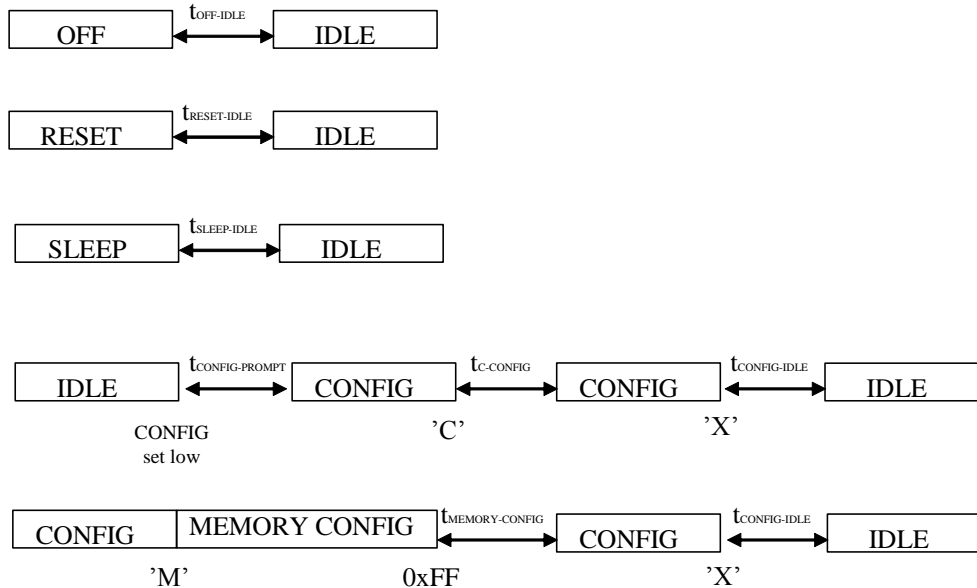 tOFF-IDLE
OFF IDLE
tRESET-IDLE
RESET IDLE
tSLEEP-IDLE
SLEEP IDLE
tCONFIG-PROMPT tC-CONFIG tCONFIG-IDLE
IDLE CONFIG CONFIG IDLE
CONFIG
set low
’C’ ’X’
tMEMORY-CONFIG tCONFIG-IDLE
CONFIG MEMORY CONFIG CONFIG IDLE
’M’ 0xFF ’X’